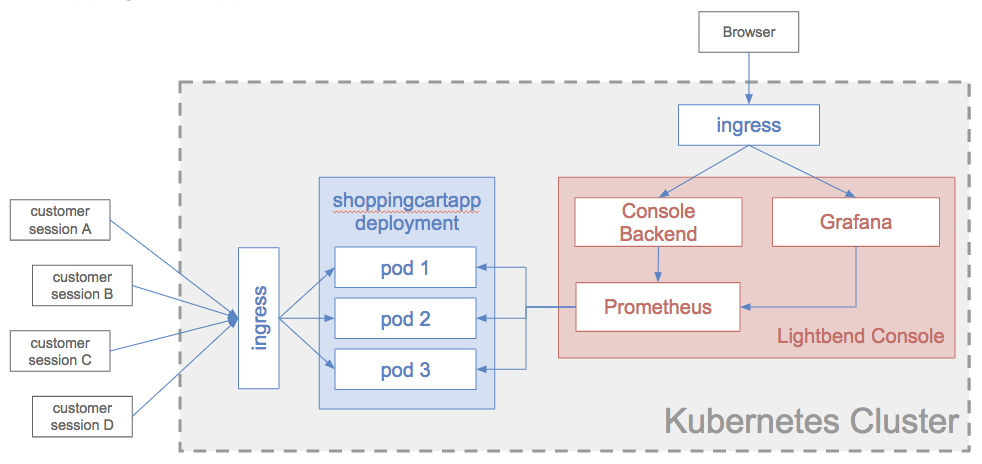 Browser
ingress
customer
session A
customer
session B
customer
session C
customer
session D
ingress
shoppingcartapp
deployment
pod 1
pod 2
pod 3
Console
Backend
Grafana
Prometheus
Lightbend Console
Kubernetes Cluster